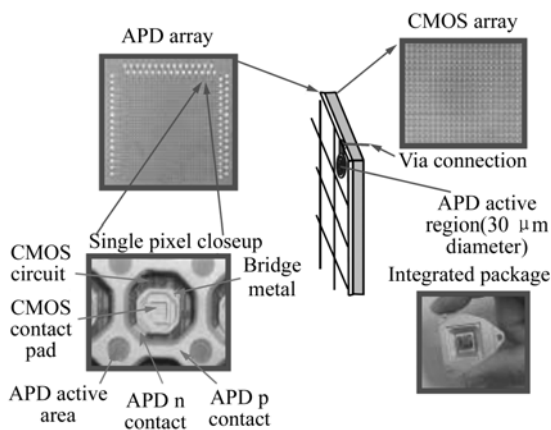 APD array
CMOS array
Via connection
APD active
region(30 μm
diameter)
Single pixel closeup
CMOS
circuit
Bridge
metal
CMOS
contact
pad
Integrated package
APD active
area
APD n
contact
APD p
contact